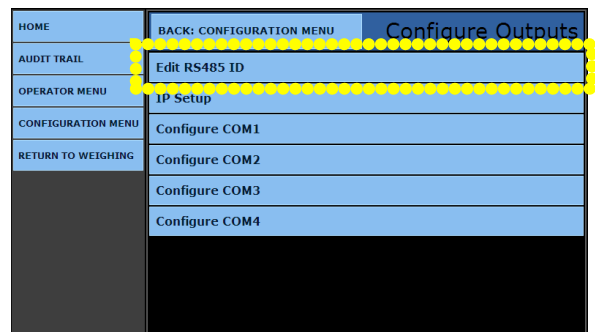 HOME
AUDIT TRAIL
OPERATOR MENU
CONFIGURATION MENU
RETURN TO WEIGHING
BACK: CONFIGURATION MENU
Configure Outputs
Edit RS485 ID
IP Setup
Configure COM1
Configure COM2
Configure COM3
Configure COM4